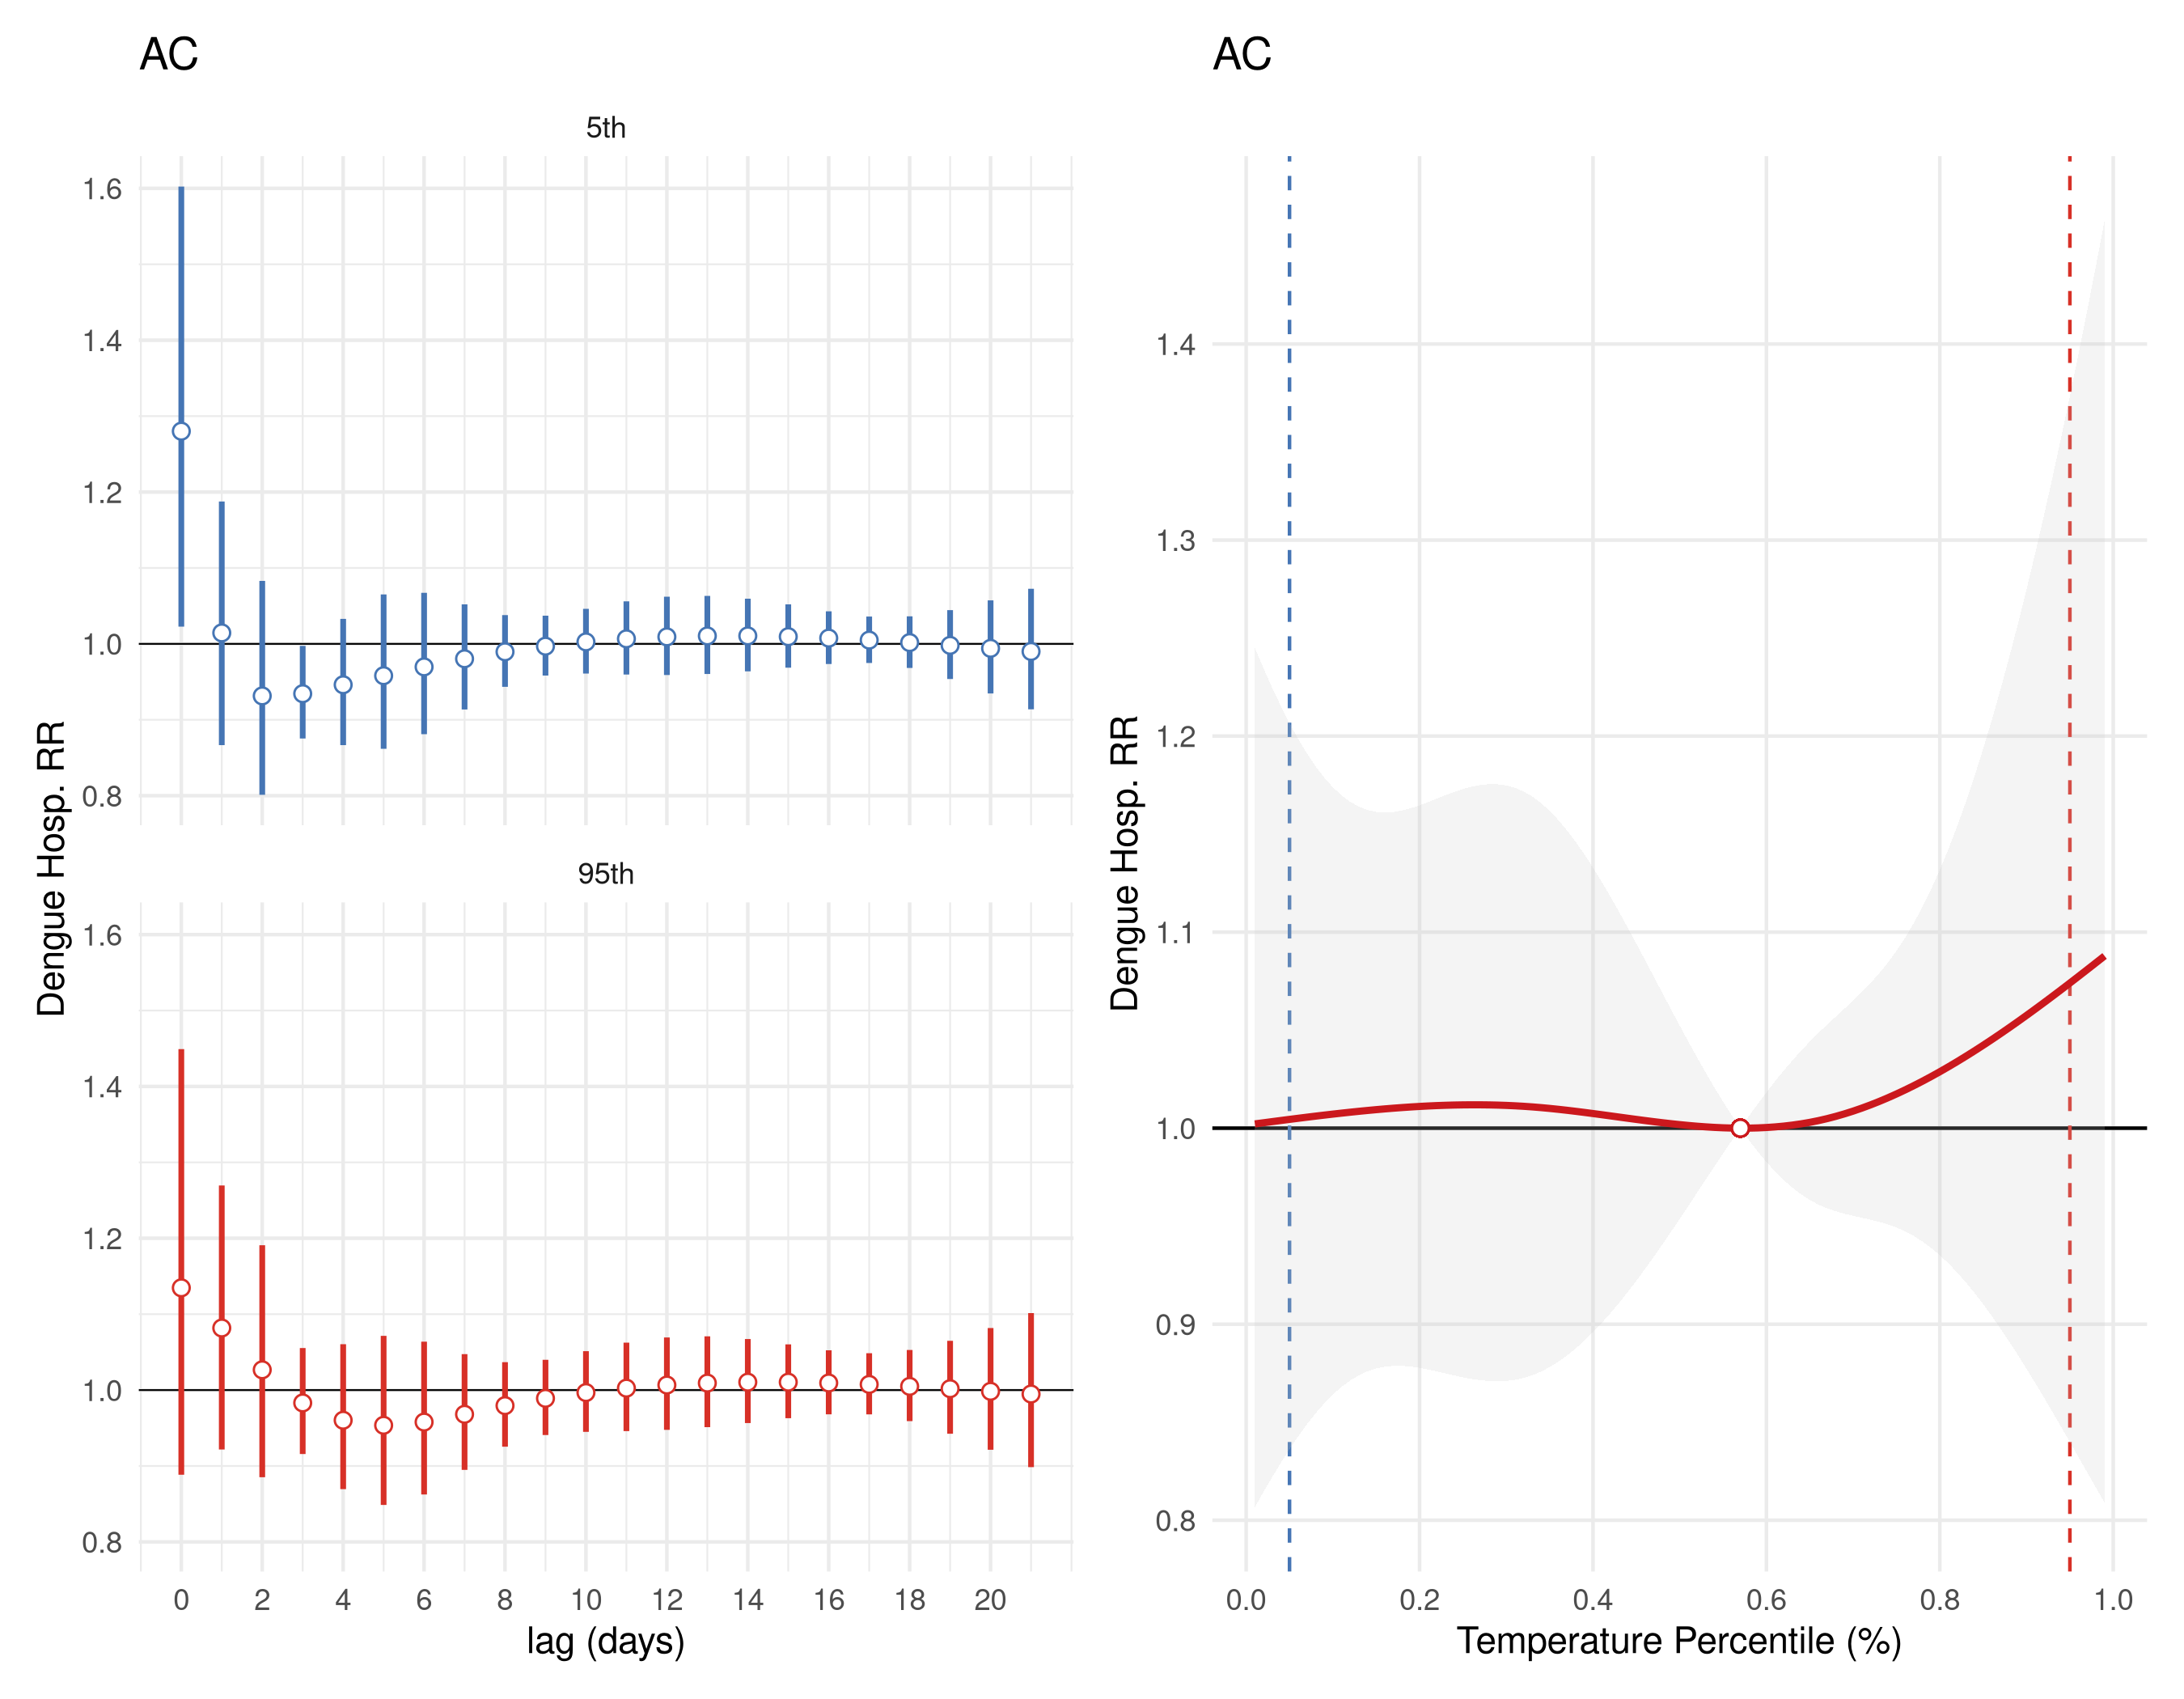 AC
5th
1.6
1.4
1.2
1.0
0.8
95th
1.6
1.4
1.2
1.0
0.8
Dengue Hosp. RR
0 2 4 6 8 10 12 14 16 18 20
lag (days)
AC
1.4
1.3
1.2
1.1
1.0
0.9
0.8
Dengue Hosp. RR
0.0 0.2 0.4 0.6 0.8 1.0
Temperature Percentile (%)